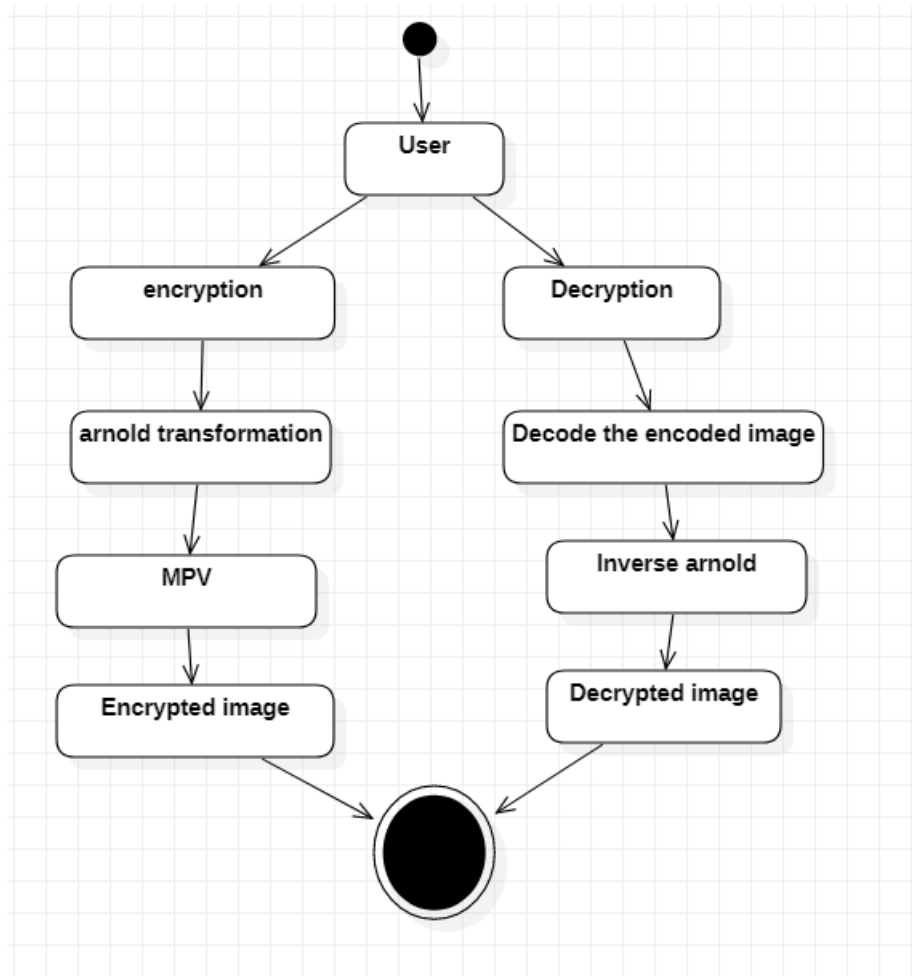 User
encryption
Decryption
arnold transformation
Decode the encoded image
MPV
Inverse arnold
Encrypted image
Decrypted image